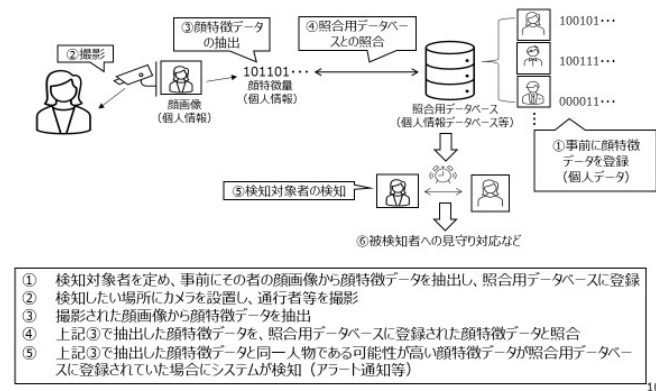 ②撮影
③顔特徴データ
の抽出
④照合用データベー
スとの照合
100101・・・
100111・・・
000011・・・
101101・・・
顔特徴量
(個人情報)
顔画像
(個人情報)
照合用データベース
(個人情報データベース等)
①事前に顔特徴
データを登録
(個人データ)
⑤検知対象者の検知
⑥被検知者への見守り対応など
① 検知対象者を定め、事前にその者の顔画像から顔特徴データを抽出し、照合用データベースに登録
② 検知したい場所にカメラを設置し、通行者等を撮影
③ 撮影された顔画像から顔特徴データを抽出
④ 上記③で抽出した顔特徴データを、照合用データベースに登録された顔特徴データと照合
⑤ 上記③で抽出した顔特徴データと同一人物である可能性が高い顔特徴データが照合用データベー
スに登録されていた場合にシステムが検知(アラート通知等)